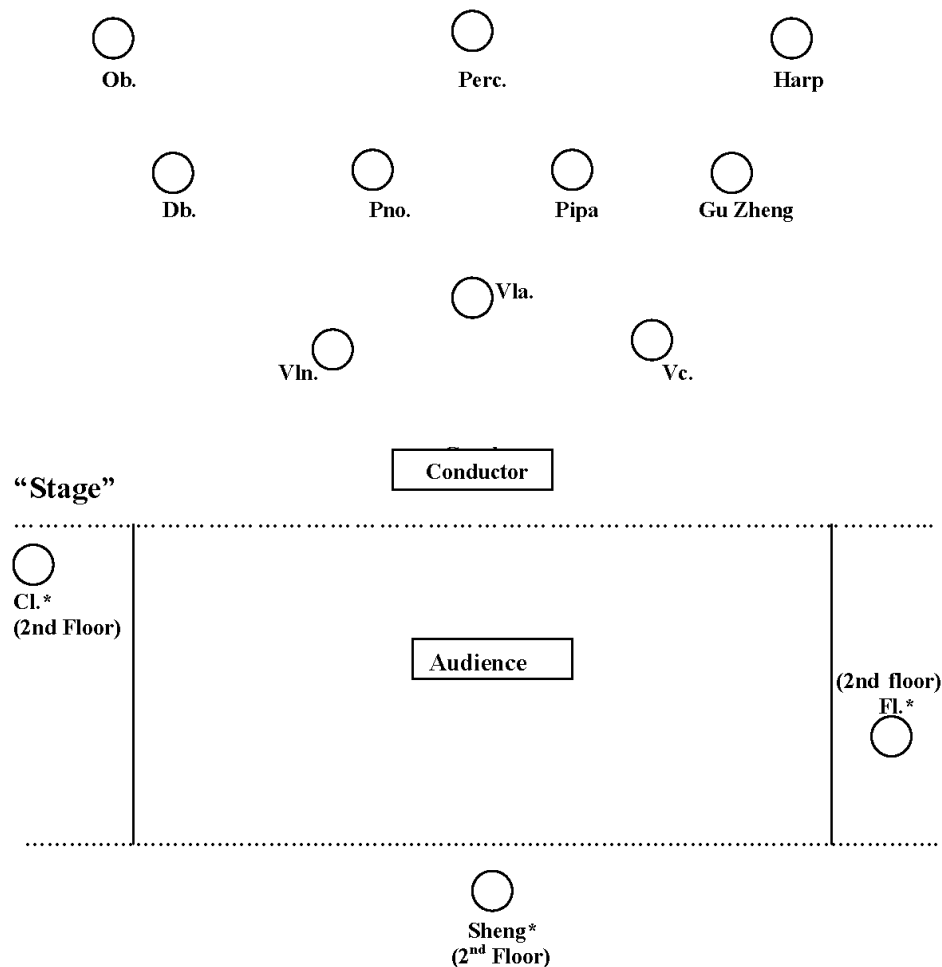 Ob.
Perc.
Harp
Db.
Pno.
Pipa
Gu Zheng
Vla.
Vln.
Vc.
Conductor
“Stage”
Cl.*
(2nd Floor)
Audience
(2nd floor)
Fl.*
Sheng*
(2nd Floor)